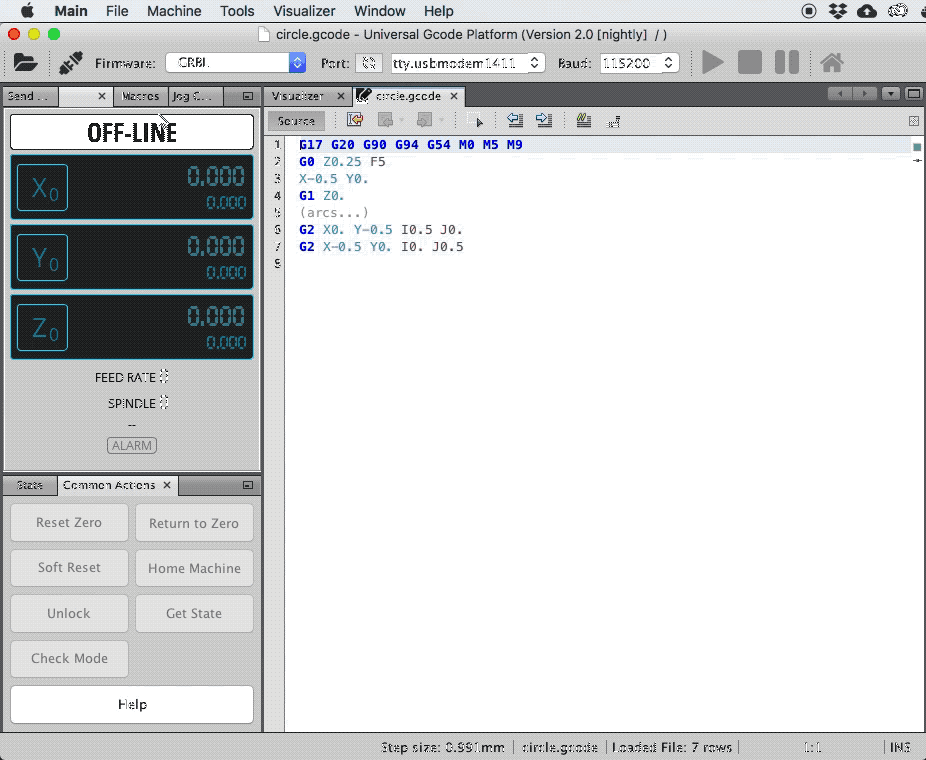 Main File Machine Tools Visualizer Window Help
circle.gcode - Universal Gcode Platform (Version 2.0 [nightly] / )
Firmware: GRBL Port: tty.usbmodem1411 Baud: 115200
Send ... Macros Jog C... Visualizer circle.gcode
Source
OFF-LINE
X0 0.000
0.000
Y0 0.000
0.000
Z0 0.000
0.000
FEED RATE 0
SPINDLE 0
--
ALARM
1 G17 G20 G90 G94 G54 M0 M5 M9
2 G0 Z0.25 F5
3 X-0.5 Y0.
4 G1 Z0.
5 (arcs...)
6 G2 X0. Y-0.5 I0.5 J0.
7 G2 X-0.5 Y0. I0. J0.5
8
State Common Actions
Reset Zero Return to Zero
Soft Reset Home Machine
Unlock Get State
Check Mode
Help
Step size: 0.991mm circle.gcode Loaded File: 7 rows 1:1 INS